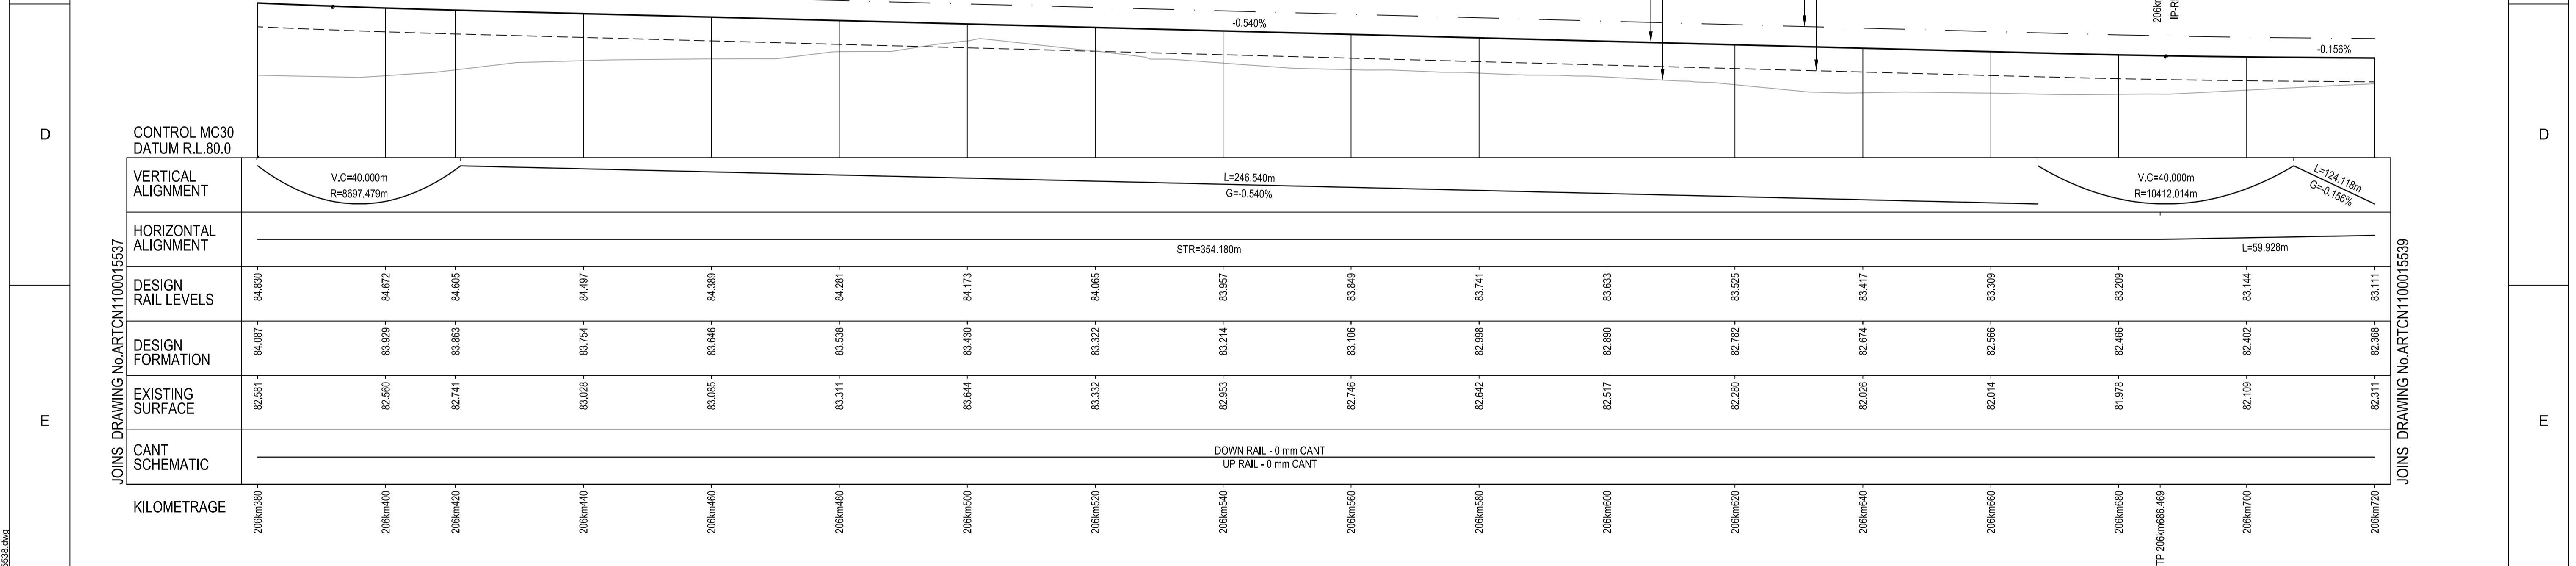 206km
IP-R
-0.540%
-0.156%
D
D
CONTROL MC30
DATUM R.L.80.0
VERTICAL
ALIGNMENT
V.C=40.000m
R=8697.479m
L=246.540m
G=-0.540%
V.C=40.000m
R=10412.014m
L=124.118m
G=-0.156%
HORIZONTAL
ALIGNMENT
STR=354.180m
L=59.928m
JOINS DRAWING No.ARTCN1100015537
JOINS DRAWING No.ARTCN1100015539
DESIGN
RAIL LEVELS
84.830 84.672 84.605 84.497 84.389 84.281 84.173 84.065 83.957 83.849 83.741 83.633 83.525 83.417 83.309 83.209 83.144 83.111
DESIGN
FORMATION
84.087 83.929 83.863 83.754 83.646 83.538 83.430 83.322 83.214 83.106 82.998 82.890 82.782 82.674 82.566 82.466 82.402 82.368
E
E
EXISTING
SURFACE
82.581 82.560 82.741 83.028 83.085 83.311 83.644 83.332 82.953 82.746 82.642 82.517 82.280 82.026 82.014 81.978 82.109 82.311
CANT
SCHEMATIC
DOWN RAIL - 0 mm CANT
UP RAIL - 0 mm CANT
KILOMETRAGE
206km380 206km400 206km420 206km440 206km460 206km480 206km500 206km520 206km540 206km560 206km580 206km600 206km620 206km640 206km660 206km680 TP 206km686.469 206km700 206km720
5538.dwg